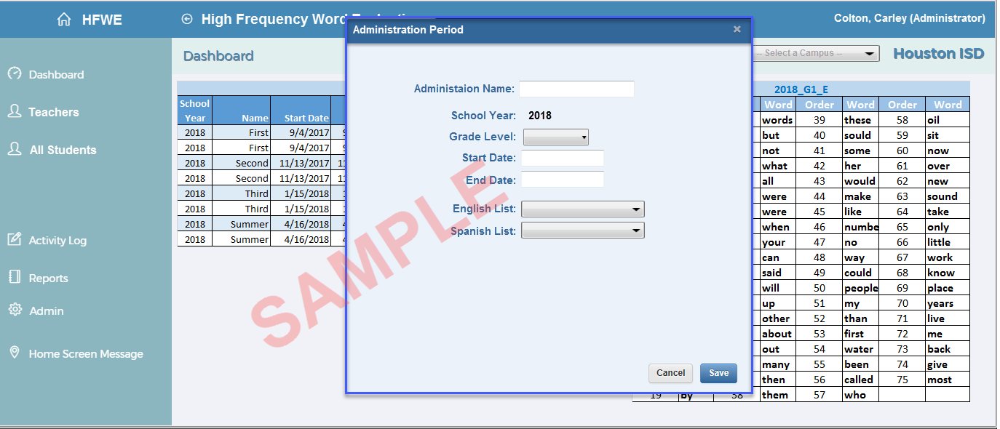 HFWE
High Frequency Word
Colton, Carley (Administrator)
Administration Period
Dashboard
-- Select a Campus --
Houston ISD
Dashboard
Teachers
All Students
Activity Log
Reports
Admin
Home Screen Message
School Year Name Start Date
2018 First 9/4/2017
2018 First 9/4/2017
2018 Second 11/13/2017
2018 Second 11/13/2017
2018 Third 1/15/2018
2018 Third 1/15/2018
2018 Summer 4/16/2018
2018 Summer 4/16/2018
Administaion Name:
School Year: 2018
Grade Level:
Start Date:
End Date:
English List:
Spanish List:
Cancel Save
SAMPLE
2018_G1_E
Word Order Word Order Word
words 39 these 58 oil
but 40 sould 59 sit
not 41 some 60 now
what 42 her 61 over
all 43 would 62 new
were 44 make 63 sound
were 45 like 64 take
when 46 numbe 65 only
your 47 no 66 little
can 48 way 67 work
said 49 could 68 know
will 50 people 69 place
up 51 my 70 years
other 52 than 71 live
about 53 first 72 me
out 54 water 73 back
many 55 been 74 give
then 56 called 75 most
19 by 38 them 57 who